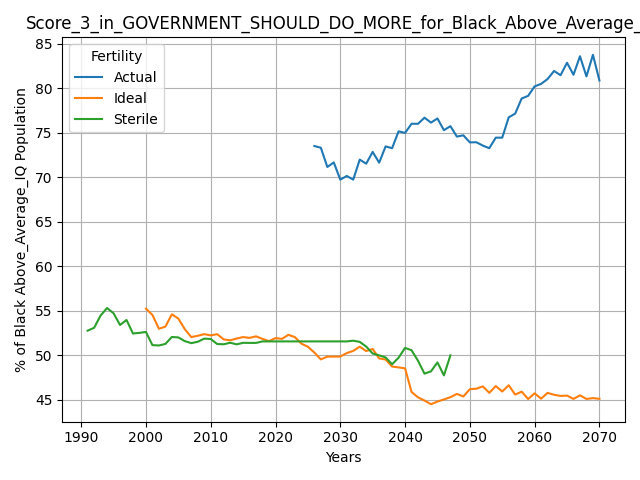 Score_3_in_GOVERNMENT_SHOULD_DO_MORE_for_Black_Above_Average_
85
80
75
70
65
60
55
50
45
% of Black Above_Average_IQ Population
Fertility
Actual
Ideal
Sterile
1990 2000 2010 2020 2030 2040 2050 2060 2070
Years